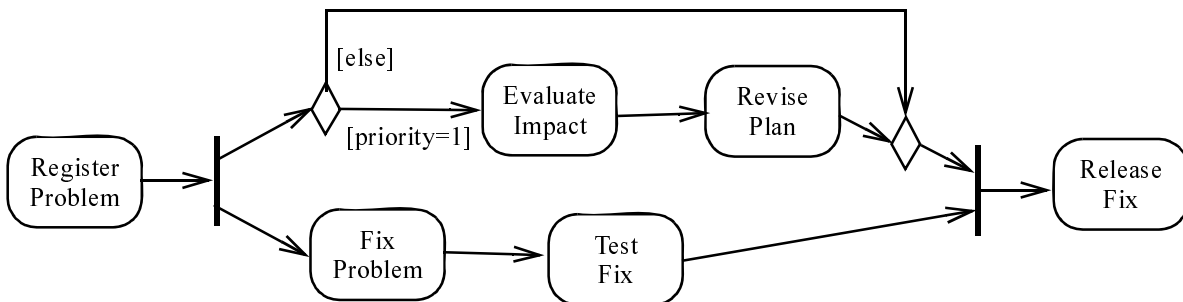 [else]
Evaluate
Impact
Revise
Plan
[priority=1]
Register
Problem
Release
Fix
Fix
Problem
Test
Fix